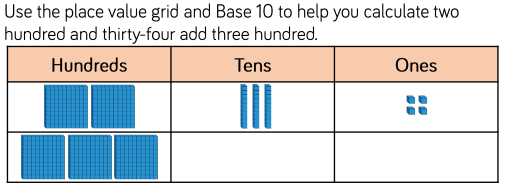 Use the place value grid and Base 10 to help you calculate two
hundred and thirty-four add three hundred.
Hundreds Tens Ones